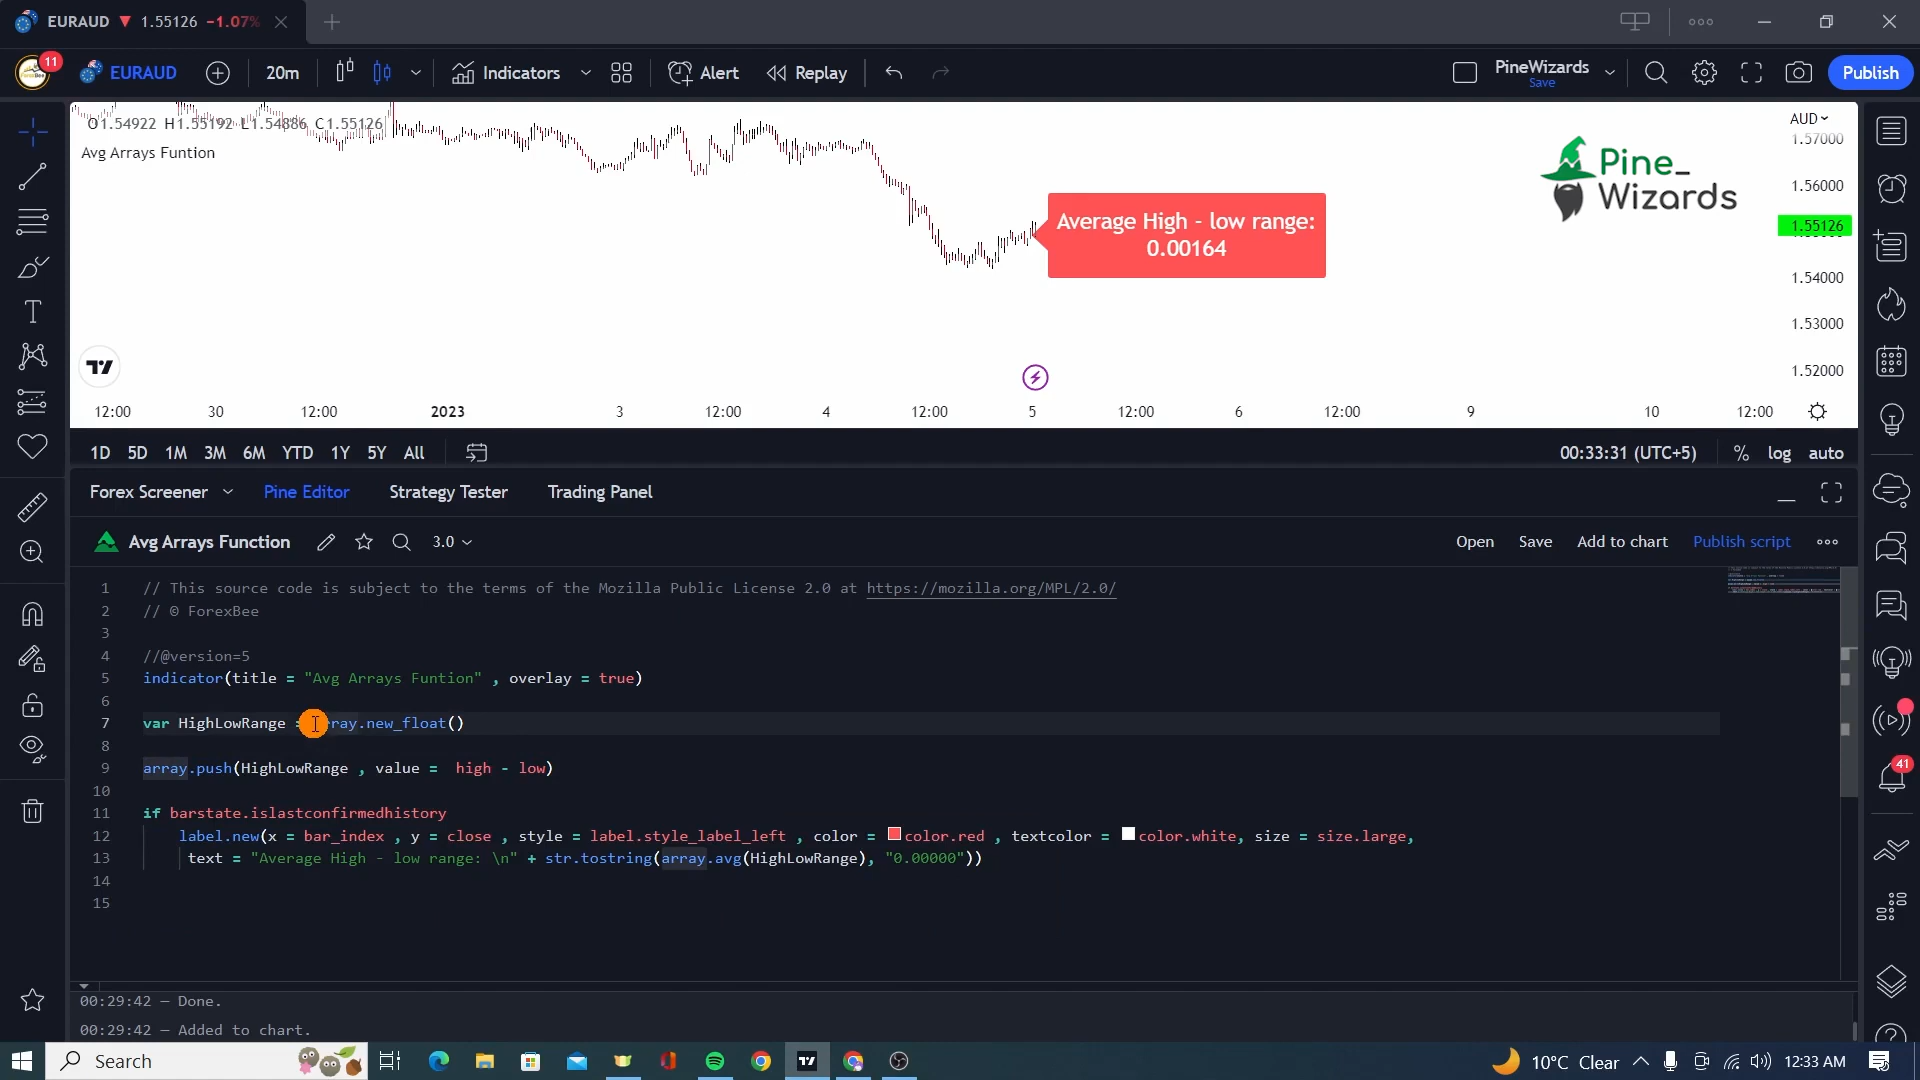 EURAUD ▼ 1.55126 −1.07%
11
EURAUD 20m Indicators Alert Replay PineWizards Save Publish
O1.54922 H1.55192 L1.54886 C1.55126
Avg Arrays Funtion
AUD
1.57000
1.56000
1.55126
1.54000
1.53000
1.52000
Pine_
Wizards
Average High - low range:
0.00164
12:00 30 12:00 2023 3 12:00 4 12:00 5 12:00 6 12:00 9 10 12:00
1D 5D 1M 3M 6M YTD 1Y 5Y All 00:33:31 (UTC+5) % log auto
Forex Screener Pine Editor Strategy Tester Trading Panel
Avg Arrays Function 3.0 Open Save Add to chart Publish script
1 // This source code is subject to the terms of the Mozilla Public License 2.0 at https://mozilla.org/MPL/2.0/
2 // © ForexBee
3
4 //@version=5
5 indicator(title = "Avg Arrays Funtion" , overlay = true)
6
7 var HighLowRange = array.new_float()
8
9 array.push(HighLowRange , value = high - low)
10
11 if barstate.islastconfirmedhistory
12 label.new(x = bar_index , y = close , style = label.style_label_left , color = color.red , textcolor = color.white, size = size.large,
13 text = "Average High - low range: \n" + str.tostring(array.avg(HighLowRange), "0.00000"))
14
15
41
00:29:42 — Done.
00:29:42 — Added to chart.
Search 10°C Clear 12:33 AM